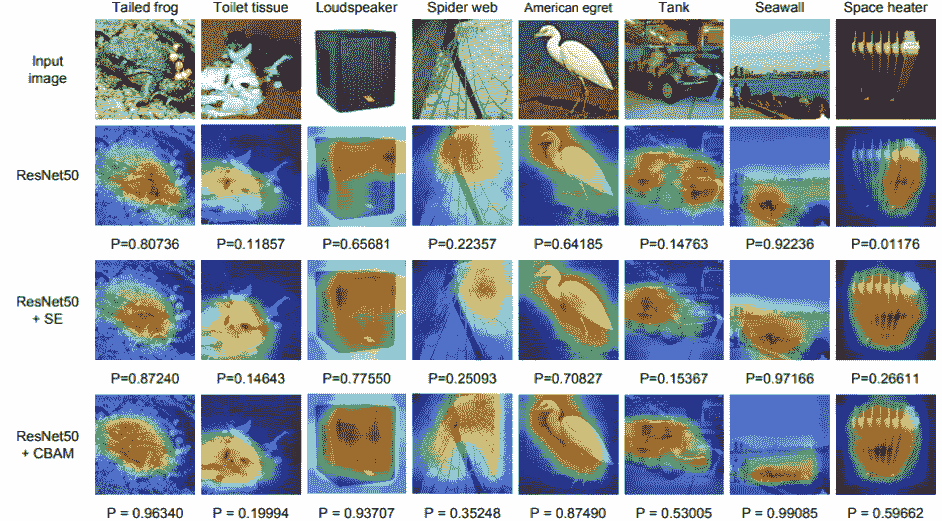 Tailed frog Toilet tissue Loudspeaker Spider web American egret Tank Seawall Space heater
Input
image
ResNet50
P=0.80736 P=0.11857 P=0.65681 P=0.22357 P=0.64185 P=0.14763 P=0.92236 P=0.01176
ResNet50
+ SE
P=0.87240 P=0.14643 P=0.77550 P=0.25093 P=0.70827 P=0.15367 P=0.97166 P=0.26611
ResNet50
+ CBAM
P = 0.96340 P = 0.19994 P = 0.93707 P = 0.35248 P = 0.87490 P = 0.53005 P = 0.99085 P = 0.59662